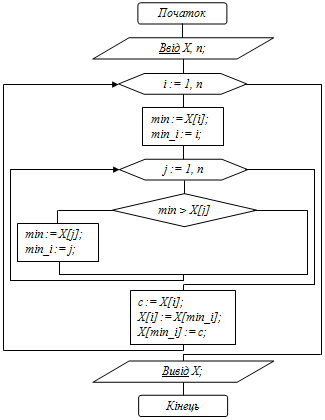 Початок
Ввід X, n;
i := 1, n
min := X[i];
min_i := i;
j := 1, n
min > X[j]
min := X[j];
min_i := j;
c := X[i];
X[i] := X[min_i];
X[min_i] := c;
Вивід X;
Кінець